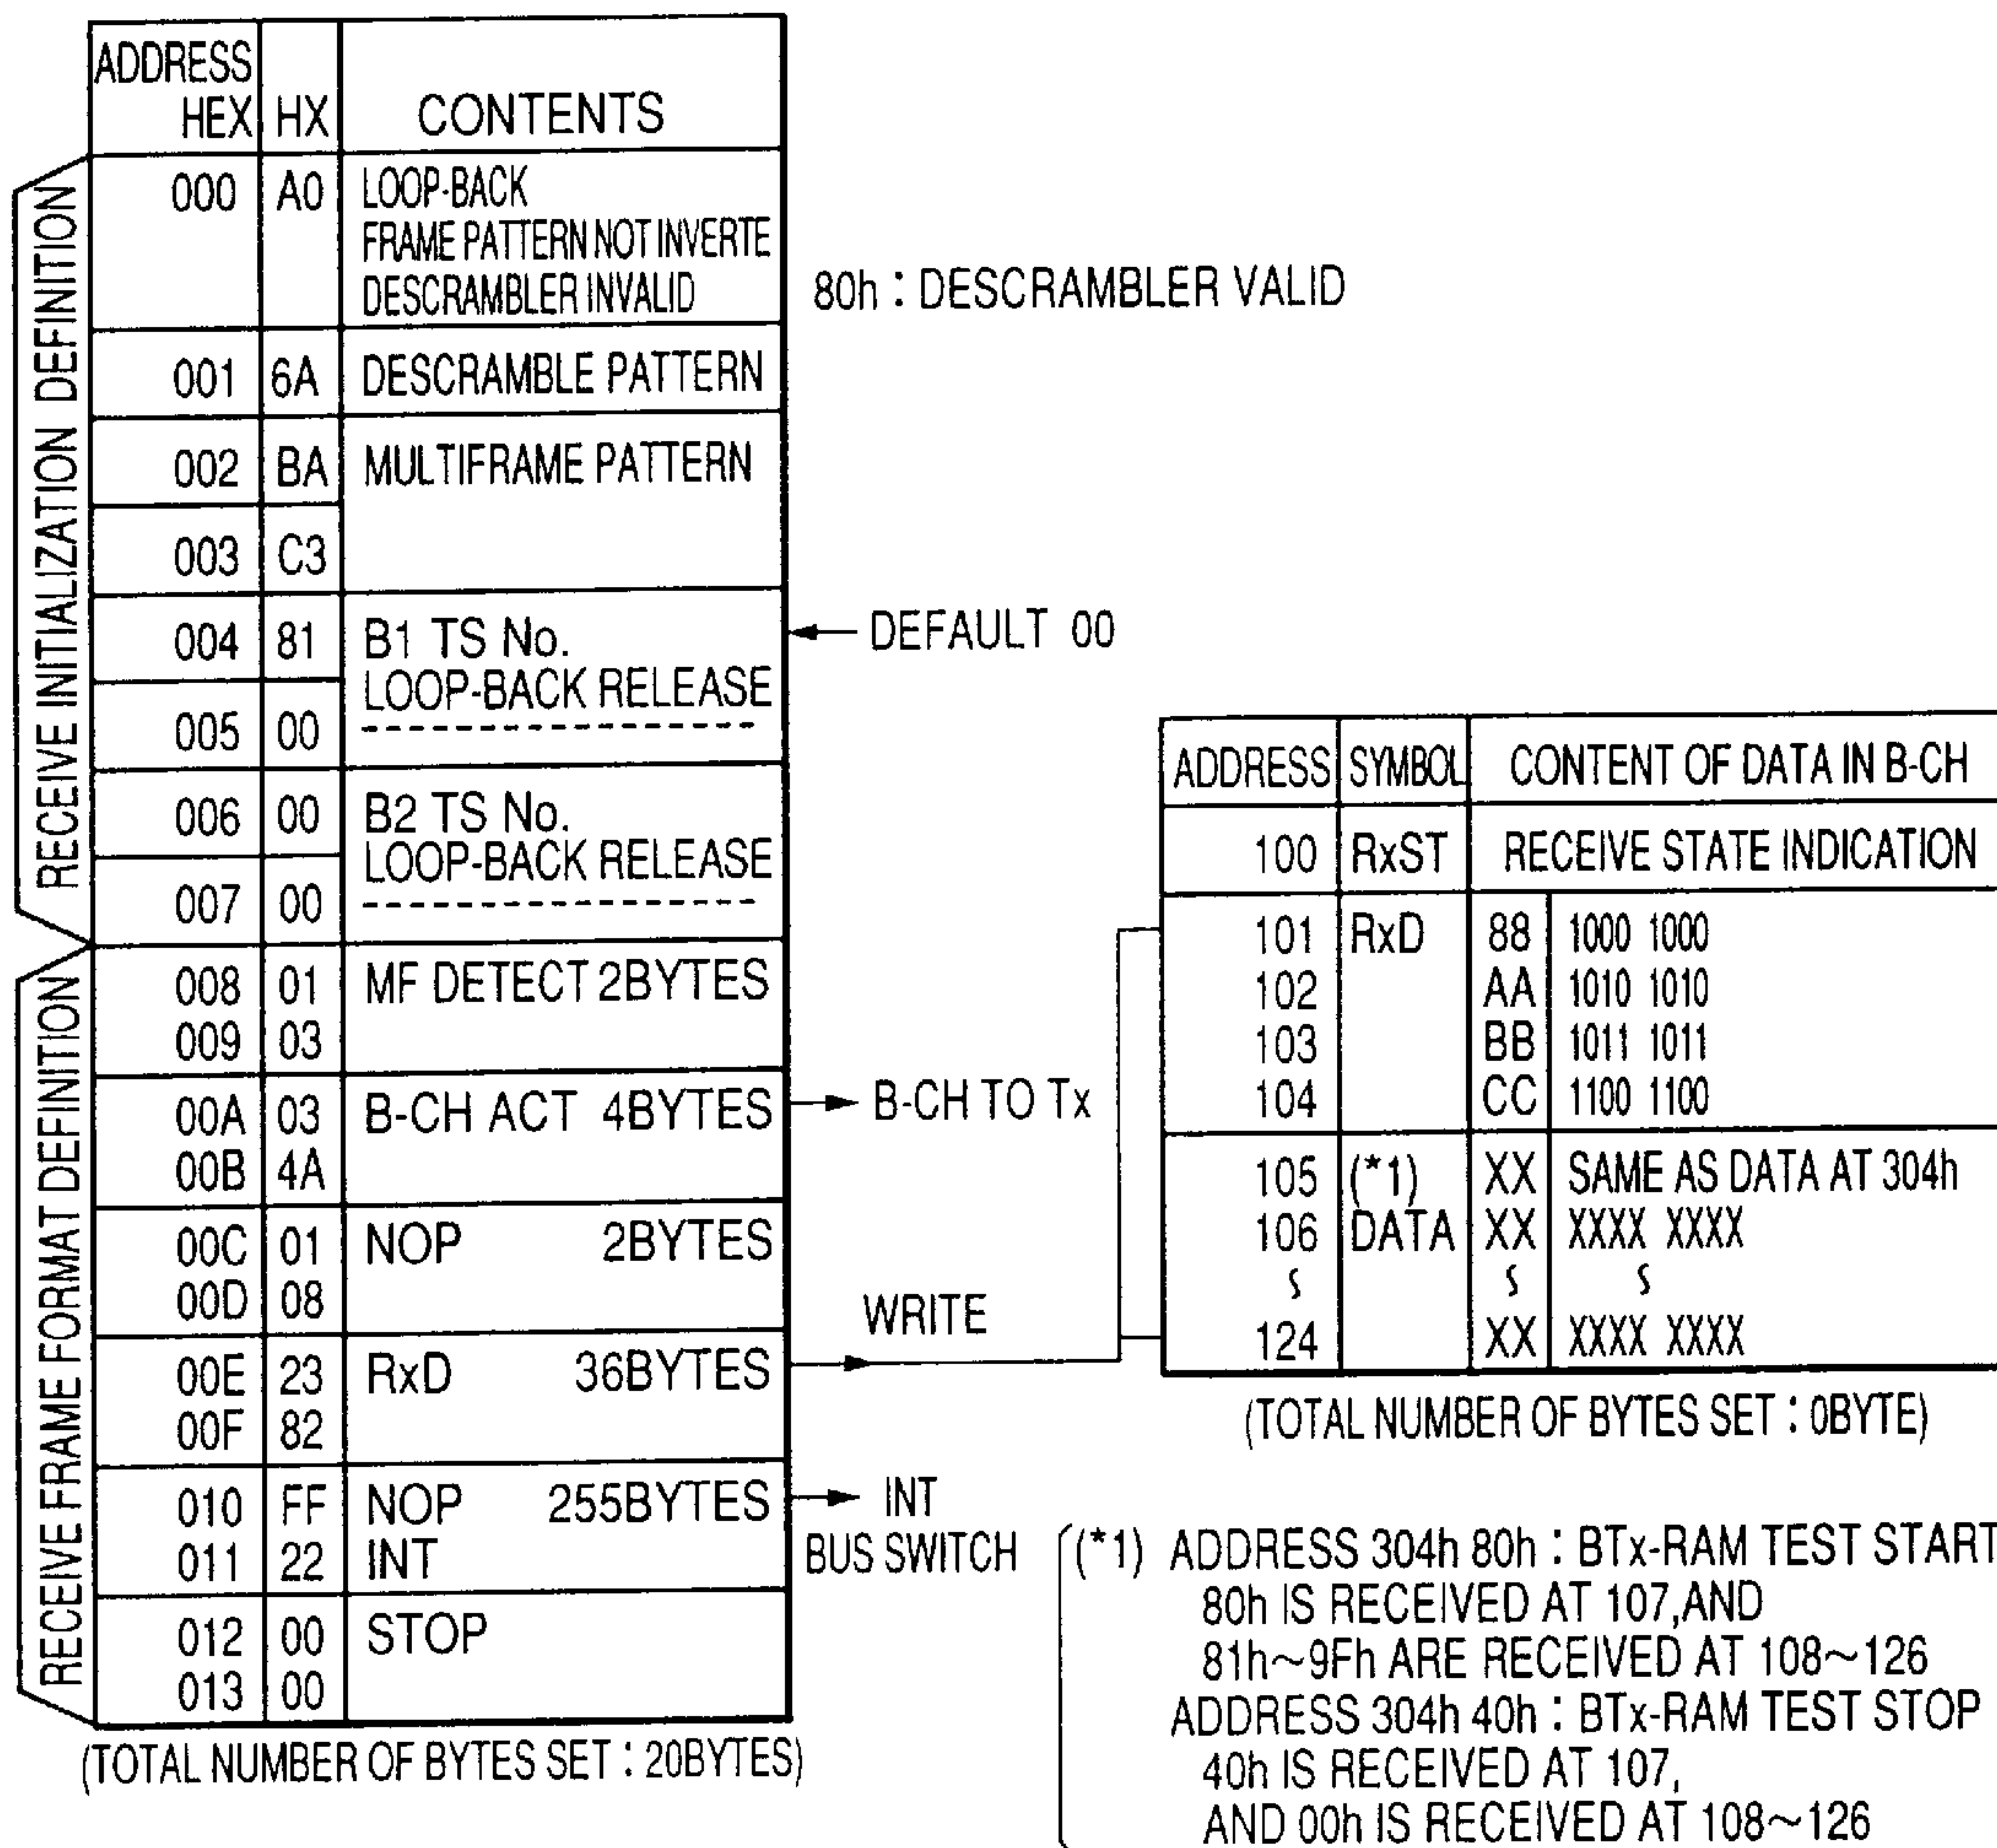 ADDRESS HEX HX CONTENTS
RECEIVE INITIALIZATION DEFINITION
000 A0 LOOP-BACK
FRAME PATTERN NOT INVERTE
DESCRAMBLER INVALID
80h : DESCRAMBLER VALID
001 6A DESCRAMBLE PATTERN
002 BA MULTIFRAME PATTERN
003 C3
004 81 B1 TS No.
LOOP-BACK RELEASE
← DEFAULT 00
005 00
006 00 B2 TS No.
LOOP-BACK RELEASE
007 00
RECEIVE FRAME FORMAT DEFINITION
008 01 MF DETECT 2BYTES
009 03
00A 03 B-CH ACT 4BYTES → B-CH TO Tx
00B 4A
00C 01 NOP 2BYTES
00D 08
00E 23 RxD 36BYTES WRITE
00F 82
010 FF NOP 255BYTES → INT
011 22 INT BUS SWITCH
012 00 STOP
013 00
(TOTAL NUMBER OF BYTES SET : 20BYTES)
ADDRESS SYMBOL CONTENT OF DATA IN B-CH
100 RxST RECEIVE STATE INDICATION
101 RxD 88 1000 1000
102 AA 1010 1010
103 BB 1011 1011
104 CC 1100 1100
105 (*1) XX SAME AS DATA AT 304h
106 DATA XX XXXX XXXX
∫ ∫ ∫
124 XX XXXX XXXX
(TOTAL NUMBER OF BYTES SET : 0BYTE)
(*1) ADDRESS 304h 80h : BTx-RAM TEST START
80h IS RECEIVED AT 107,AND
81h~9Fh ARE RECEIVED AT 108~126
ADDRESS 304h 40h : BTx-RAM TEST STOP
40h IS RECEIVED AT 107,
AND 00h IS RECEIVED AT 108~126